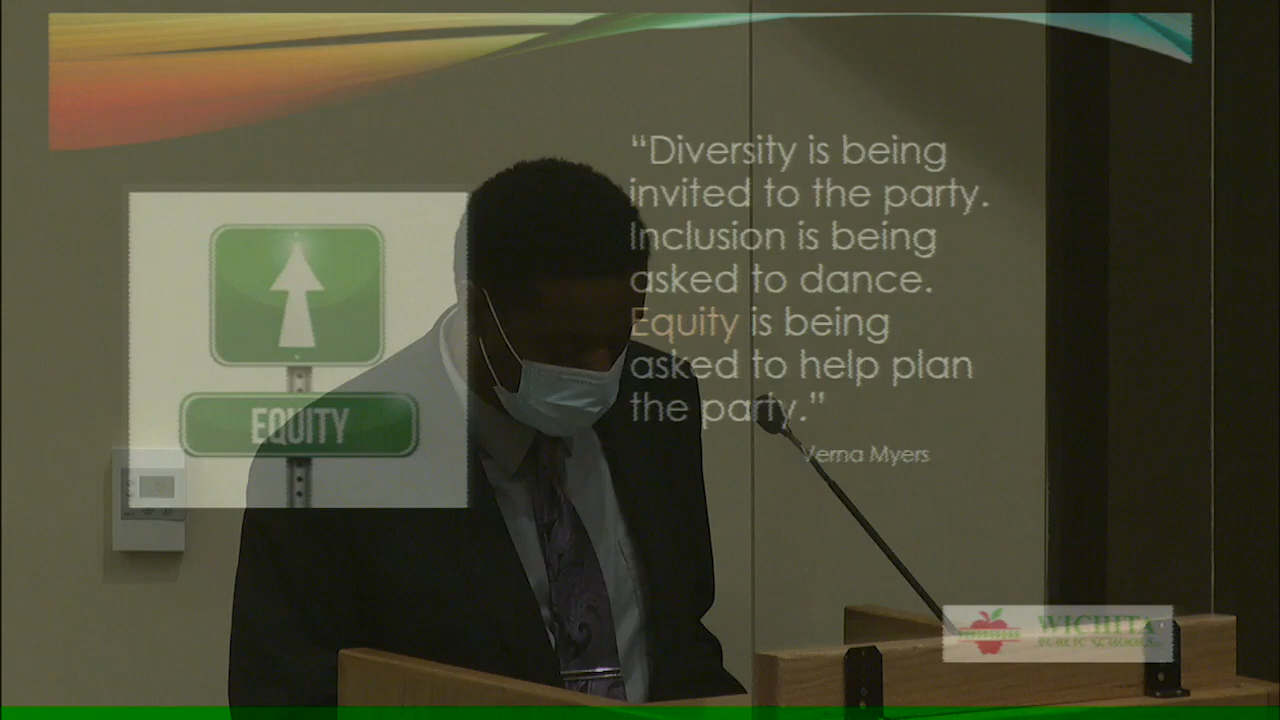 “Diversity is being
invited to the party.
Inclusion is being
asked to dance.
Equity is being
asked to help plan
the party.”
Verna Myers
EQUITY
WICHITA
PUBLIC SCHOOLS